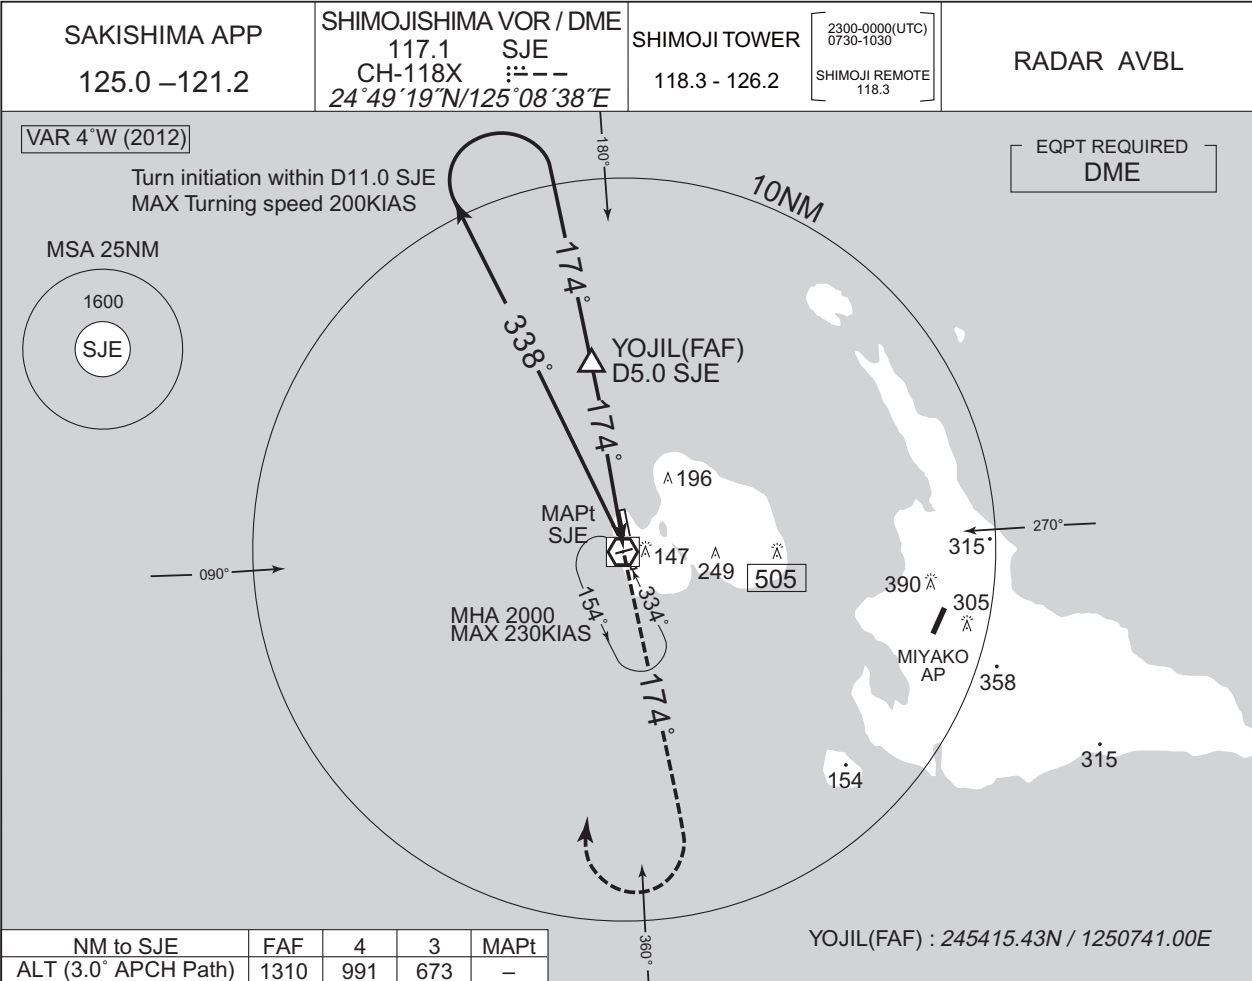 SAKISHIMA APP
125.0 –121.2
SHIMOJISHIMA VOR / DME
117.1 SJE
CH-118X
24˚49´19˝N/125˚08´38˝E
SHIMOJI TOWER
118.3 - 126.2
2300-0000(UTC)
0730-1030
SHIMOJI REMOTE
118.3
RADAR AVBL
VAR 4˚W (2012)
EQPT REQUIRED
DME
180°
Turn initiation within D11.0 SJE
MAX Turning speed 200KIAS
10NM
MSA 25NM
1600
SJE
174˚
338˚
YOJIL(FAF)
D5.0 SJE
174˚
196
MAPt
SJE
147
249
505
270°
315
090°
390
305
MIYAKO
AP
358
315
154
154°
334°
MHA 2000
MAX 230KIAS
174˚
360°
YOJIL(FAF) : 245415.43N / 1250741.00E
NM to SJE FAF 4 3 MAPt
ALT (3.0˚ APCH Path) 1310 991 673 –